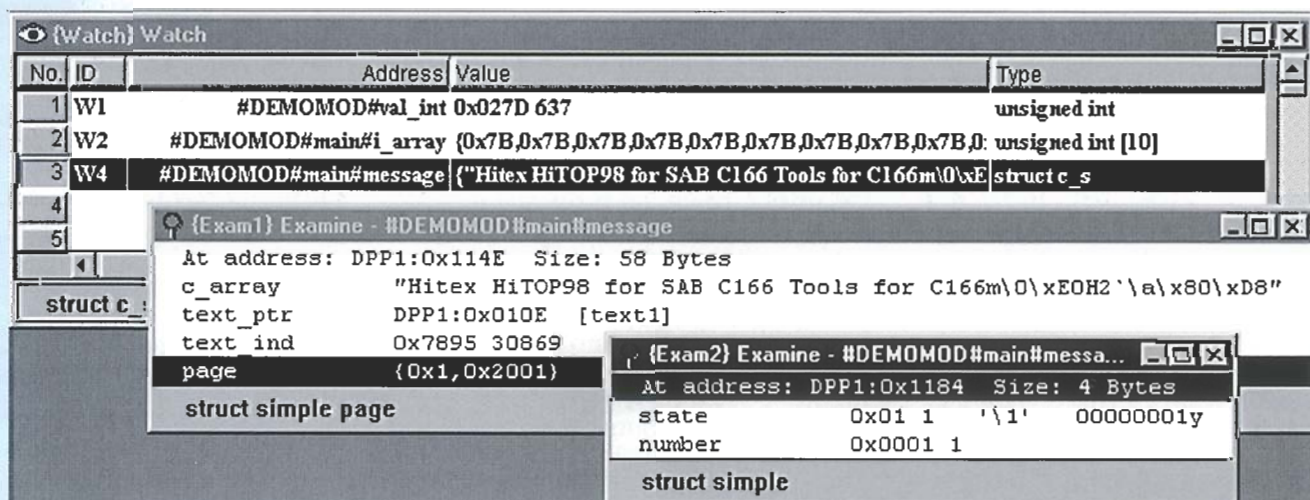 {Watch} Watch
No. ID Address Value Type
1 W1 #DEMOMOD#val_int 0x027D 637 unsigned int
2 W2 #DEMOMOD#main#i_array {0x7B,0x7B,0x7B,0x7B,0x7B,0x7B,0x7B,0x7B,0x7B,0: unsigned int [10]
3 W4 #DEMOMOD#main#message {"Hitex HiTOP98 for SAB C166 Tools for C166m\0\xE struct c_s
4
5
struct c_s
{Exam1} Examine - #DEMOMOD#main#message
At address: DPP1:0x114E Size: 58 Bytes
c_array "Hitex HiTOP98 for SAB C166 Tools for C166m\0\xE0H2`\a\x80\xD8"
text_ptr DPP1:0x010E [text1]
text_ind 0x7895 30869
page {0x1,0x2001}
struct simple page
{Exam2} Examine - #DEMOMOD#main#messa...
At address: DPP1:0x1184 Size: 4 Bytes
state 0x01 1 '\1' 00000001y
number 0x0001 1
struct simple